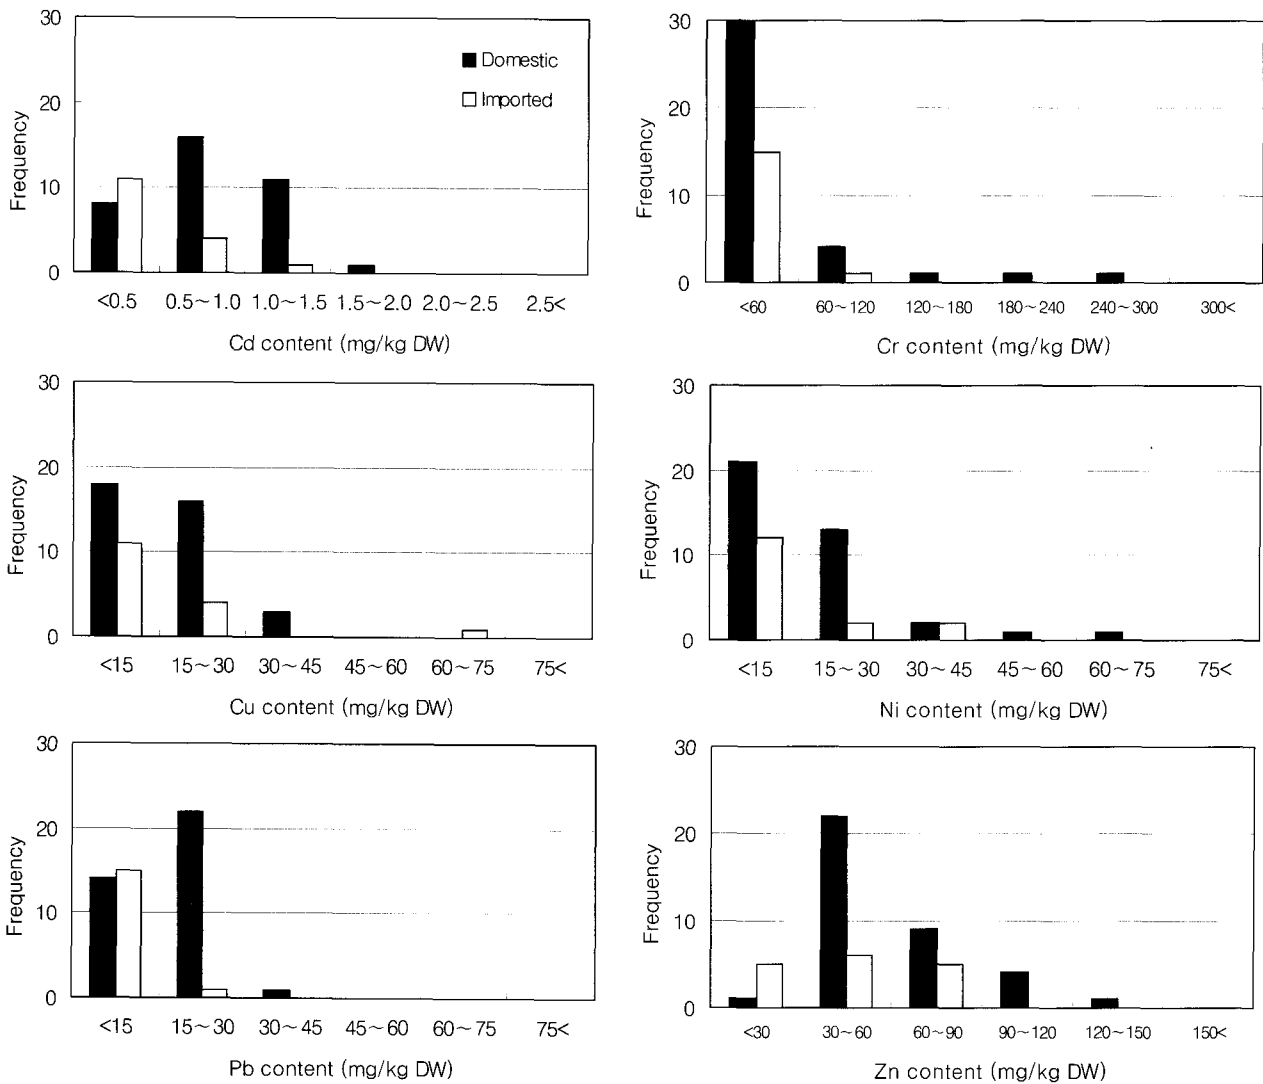 30
20
10
0
Frequency
■ Domestic
□ Imported
<0.5 0.5~1.0 1.0~1.5 1.5~2.0 2.0~2.5 2.5<
Cd content (mg/kg DW)
30
20
10
0
Frequency
<60 60~120 120~180 180~240 240~300 300<
Cr content (mg/kg DW)
30
20
10
0
Frequency
<15 15~30 30~45 45~60 60~75 75<
Cu content (mg/kg DW)
30
20
10
0
Frequency
<15 15~30 30~45 45~60 60~75 75<
Ni content (mg/kg DW)
30
20
10
0
Frequency
<15 15~30 30~45 45~60 60~75 75<
Pb content (mg/kg DW)
30
20
10
0
Frequency
<30 30~60 60~90 90~120 120~150 150<
Zn content (mg/kg DW)